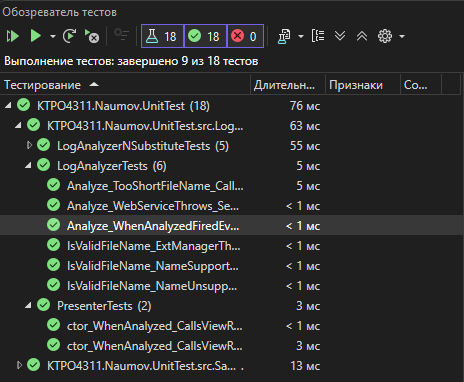 Обозреватель тестов
18 18 0
Выполнение тестов: завершено 9 из 18 тестов
Тестирование Длительн... Признаки Со...
KTPO4311.Naumov.UnitTest (18) 76 мс
KTPO4311.Naumov.UnitTest.src.Log... 63 мс
LogAnalyzerNSubstituteTests (5) 55 мс
LogAnalyzerTests (6) 5 мс
Analyze_TooShortFileName_Call... 5 мс
Analyze_WebServiceThrows_Se... < 1 мс
Analyze_WhenAnalyzedFiredEv... < 1 мс
IsValidFileName_ExtManagerTh... < 1 мс
IsValidFileName_NameSupport... < 1 мс
IsValidFileName_NameUnsupp... < 1 мс
PresenterTests (2) 3 мс
ctor_WhenAnalyzed_CallsViewR... < 1 мс
ctor_WhenAnalyzed_CallsViewR... 3 мс
KTPO4311.Naumov.UnitTest.src.Sa... . 13 мс